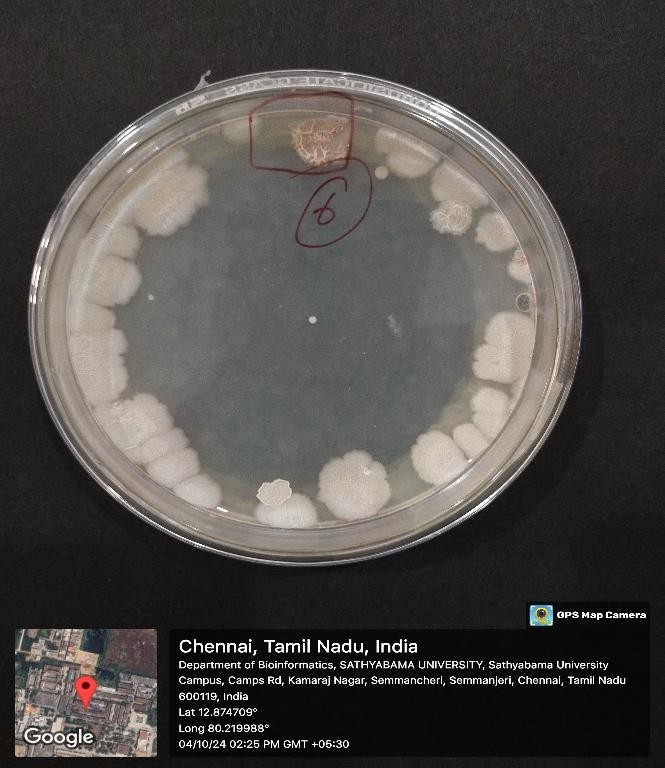 BOROSILICATE GLASS
6
GPS Map Camera
Chennai, Tamil Nadu, India
Department of Bioinformatics, SATHYABAMA UNIVERSITY, Sathyabama University
Campus, Camps Rd, Kamaraj Nagar, Semmancheri, Semmanjeri, Chennai, Tamil Nadu
600119, India
Lat 12.874709°
Long 80.219988°
04/10/24 02:25 PM GMT +05:30
Google